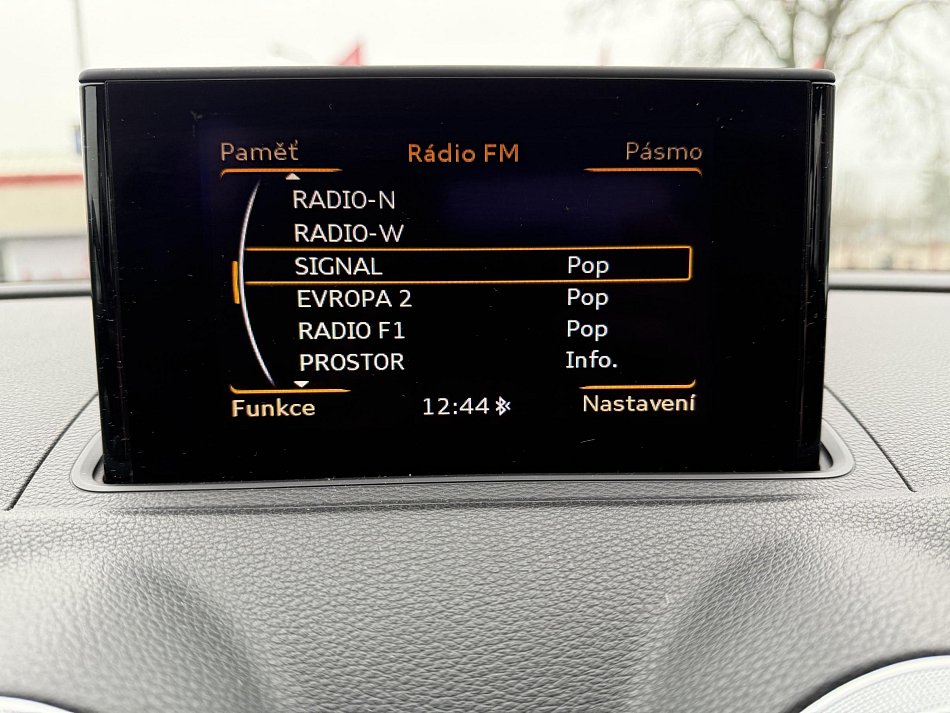 Paměť Rádio FM Pásmo
RADIO-N
RADIO-W
SIGNAL Pop
EVROPA 2 Pop
RADIO F1 Pop
PROSTOR Info.
Funkce 12:44 Nastavení